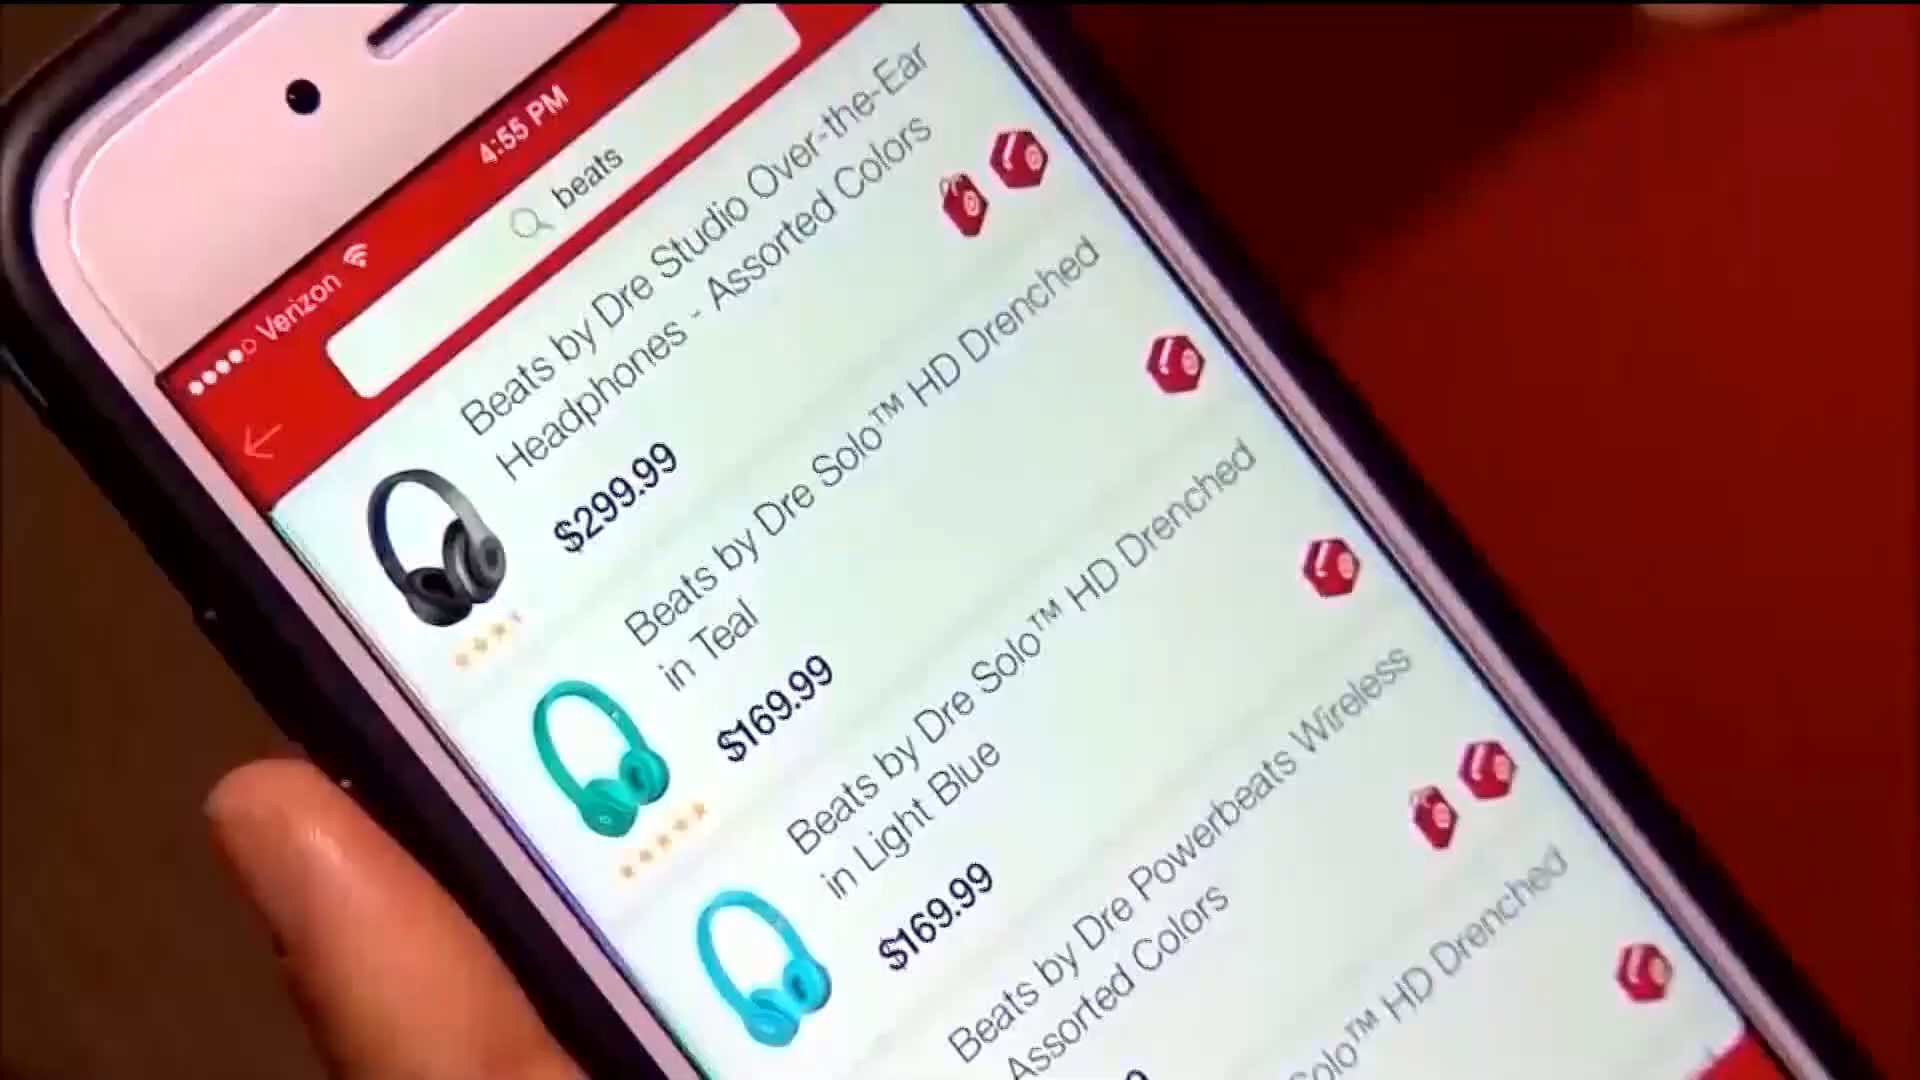 Verizon 4:55 PM
beats
Beats by Dre Studio Over-the-Ear
Headphones - Assorted Colors
$299.99
Beats by Dre Solo™ HD Drenched
in Teal
$169.99
Beats by Dre Solo™ HD Drenched
in Light Blue
$169.99
Beats by Dre Powerbeats Wireless
Assorted Colors
Solo™ HD Drenched